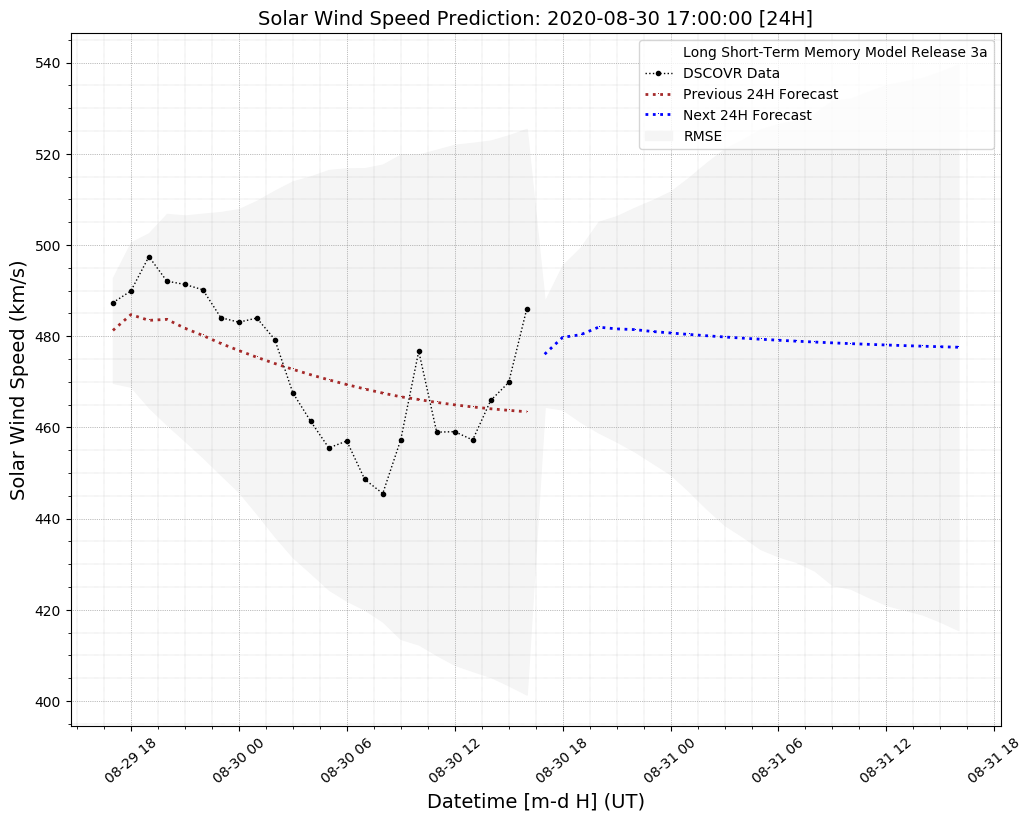 Solar Wind Speed Prediction: 2020-08-30 17:00:00 [24H]
Long Short-Term Memory Model Release 3a
DSCOVR Data
Previous 24H Forecast
Next 24H Forecast
RMSE
Solar Wind Speed (km/s)
540
520
500
480
460
440
420
400
08-29 18
08-30 00
08-30 06
08-30 12
08-30 18
08-31 00
08-31 06
08-31 12
08-31 18
Datetime [m-d H] (UT)